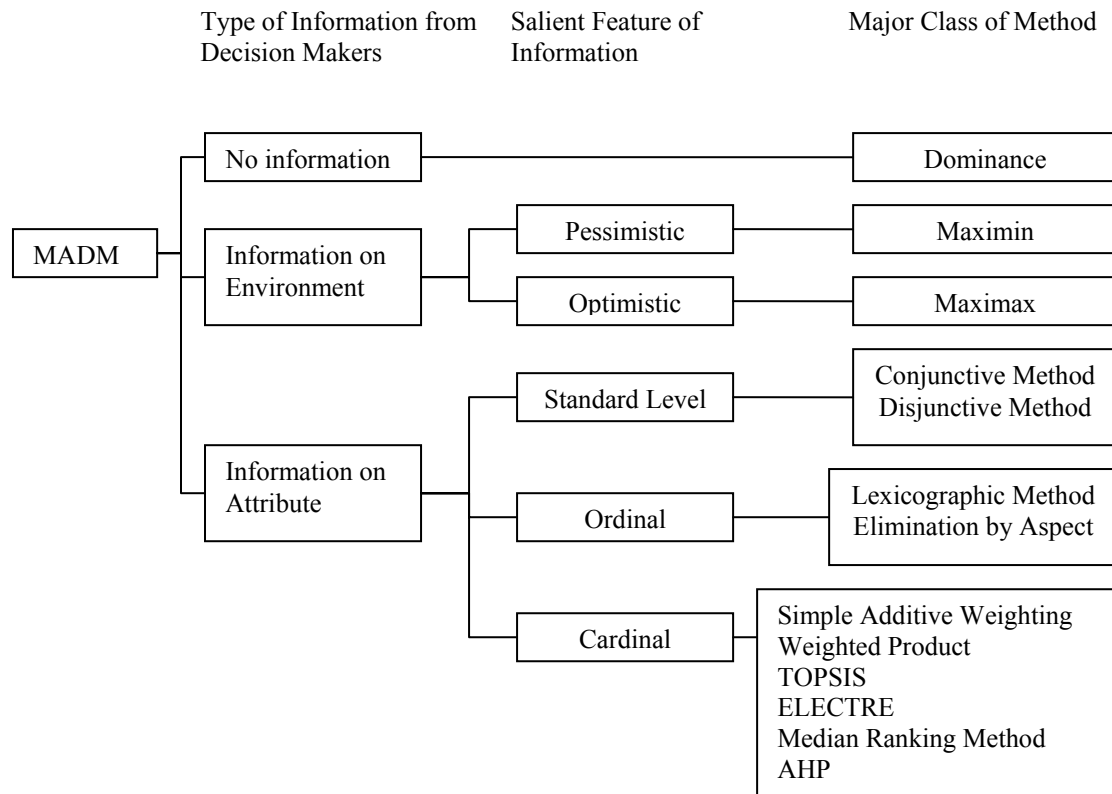 Type of Information from
Decision Makers
Salient Feature of
Information
Major Class of Method
No information
Dominance
MADM
Information on
Environment
Pessimistic
Maximin
Optimistic
Maximax
Standard Level
Conjunctive Method
Disjunctive Method
Information on
Attribute
Ordinal
Lexicographic Method
Elimination by Aspect
Cardinal
Simple Additive Weighting
Weighted Product
TOPSIS
ELECTRE
Median Ranking Method
AHP